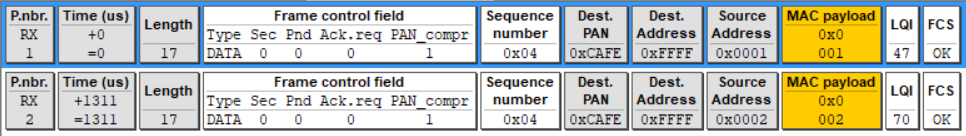 P.nbr. Time (us) Length Frame control field Sequence Dest. Dest. Source MAC payload LQI FCS
RX +0 Type Sec Pnd Ack.req PAN_compr number PAN Address Address 0x0
1 =0 17 DATA 0 0 0 1 0x04 0xCAFE 0xFFFF 0x0001 001 47 OK
P.nbr. Time (us) Length Frame control field Sequence Dest. Dest. Source MAC payload LQI FCS
RX +1311 Type Sec Pnd Ack.req PAN_compr number PAN Address Address 0x0
2 =1311 17 DATA 0 0 0 1 0x04 0xCAFE 0xFFFF 0x0002 002 70 OK